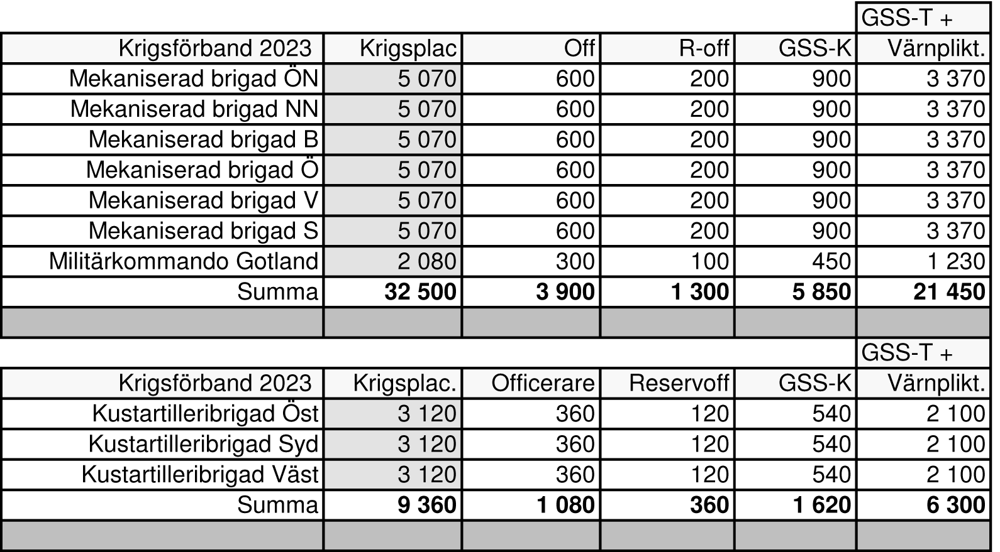 GSS-T +
Krigsförband 2023 Krigsplac Off R-off GSS-K Värnplikt.
Mekaniserad brigad ÖN 5 070 600 200 900 3 370
Mekaniserad brigad NN 5 070 600 200 900 3 370
Mekaniserad brigad B 5 070 600 200 900 3 370
Mekaniserad brigad Ö 5 070 600 200 900 3 370
Mekaniserad brigad V 5 070 600 200 900 3 370
Mekaniserad brigad S 5 070 600 200 900 3 370
Militärkommando Gotland 2 080 300 100 450 1 230
Summa 32 500 3 900 1 300 5 850 21 450
GSS-T +
Krigsförband 2023 Krigsplac. Officerare Reservoff GSS-K Värnplikt.
Kustartilleribrigad Öst 3 120 360 120 540 2 100
Kustartilleribrigad Syd 3 120 360 120 540 2 100
Kustartilleribrigad Väst 3 120 360 120 540 2 100
Summa 9 360 1 080 360 1 620 6 300